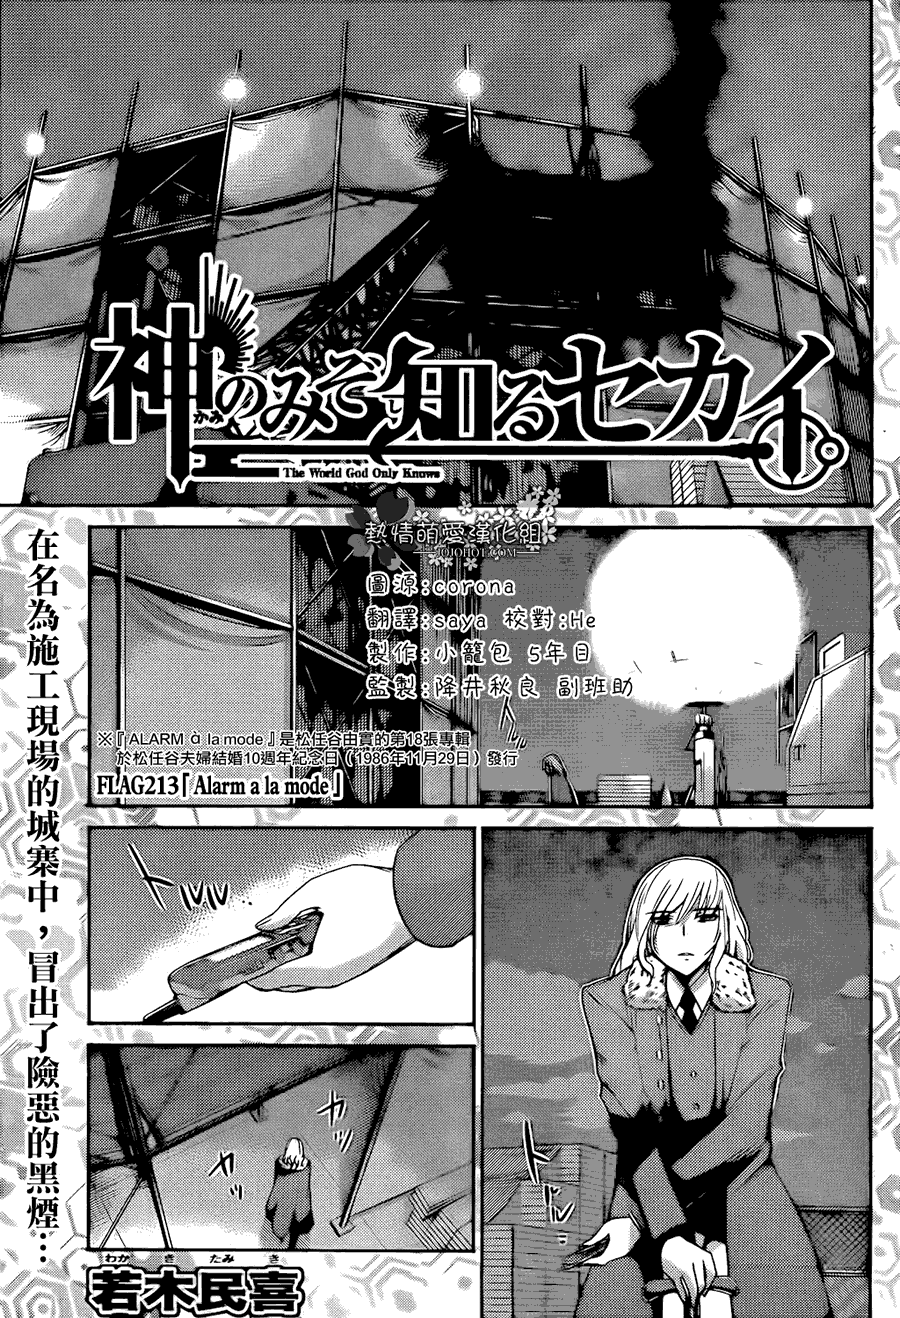 神のみぞ知るセカイ。
かみ
The World God Only Knows
熱情萌愛漢化組
JOJOHOT.COM
圖源:corona
翻譯:saya 校對:He
製作:小籠包 5年目
監製:降井秋良 副班助
※『ALARM à la mode』是松任谷由實的第18張專輯
於松任谷夫婦結婚10週年紀念日（1986年11月29日）發行
FLAG213「Alarm a la mode」
在名為施工現場的城寨中，冒出了險惡的黑煙…
わかきたみき
若木民喜